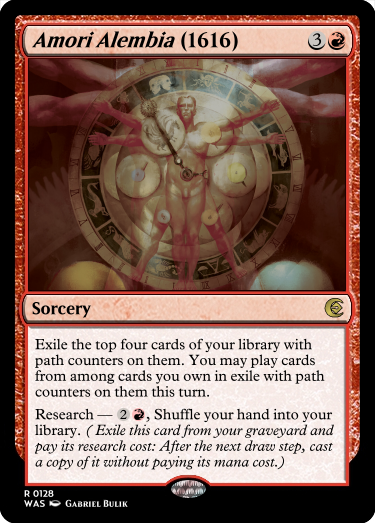 Amori Alembia (1616) 3
Sorcery
Exile the top four cards of your library with
path counters on them. You may play cards
from among cards you own in exile with path
counters on them this turn.
Research — 2 , Shuffle your hand into your
library. ( Exile this card from your graveyard and
pay its research cost: After the next draw step, cast
a copy of it without paying its mana cost.)
R 0128
WAS GABRIEL BULIK